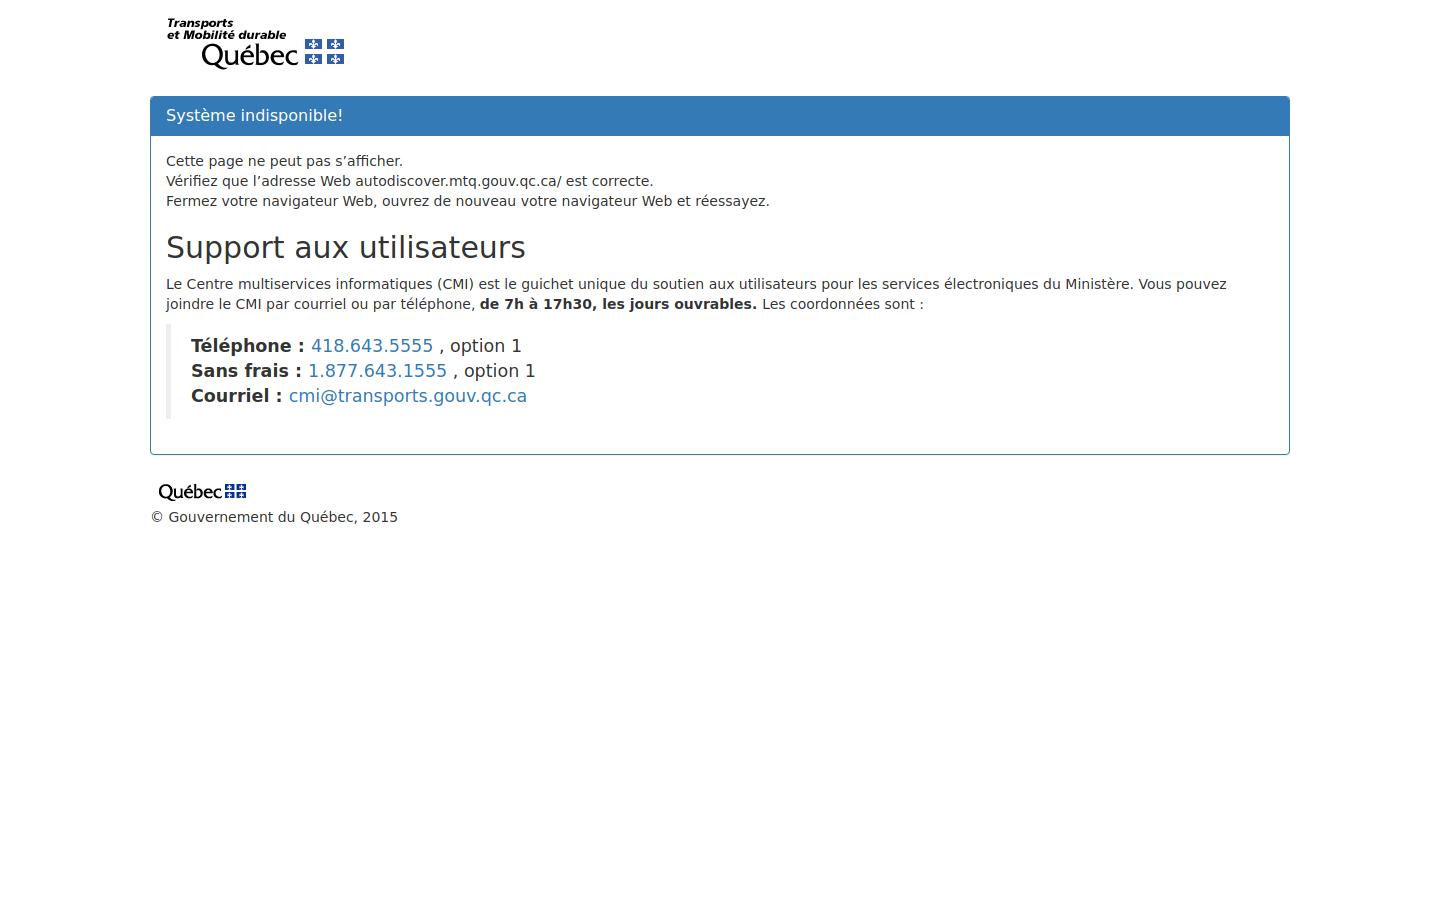 Transports
et Mobilité durable
Québec
Système indisponible!
Cette page ne peut pas s’afficher.
Vérifiez que l’adresse Web autodiscover.mtq.gouv.qc.ca/ est correcte.
Fermez votre navigateur Web, ouvrez de nouveau votre navigateur Web et réessayez.
Support aux utilisateurs
Le Centre multiservices informatiques (CMI) est le guichet unique du soutien aux utilisateurs pour les services électroniques du Ministère. Vous pouvez
joindre le CMI par courriel ou par téléphone, de 7h à 17h30, les jours ouvrables. Les coordonnées sont :
Téléphone : 418.643.5555 , option 1
Sans frais : 1.877.643.1555 , option 1
Courriel : cmi@transports.gouv.qc.ca
Québec
© Gouvernement du Québec, 2015